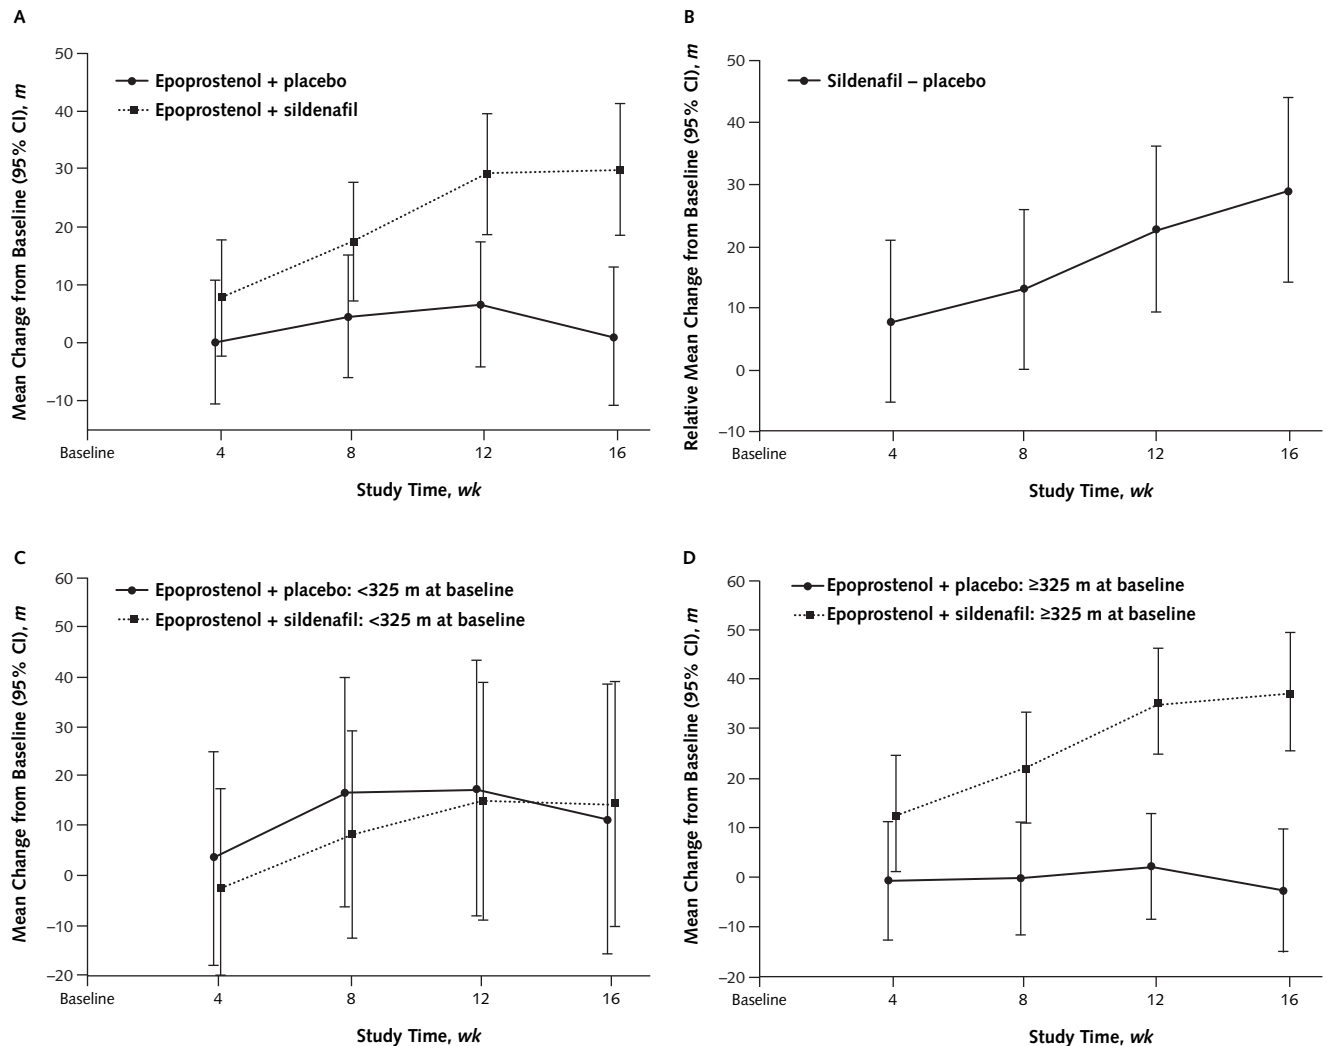 A
Mean Change from Baseline (95% CI), m
50
40
30
20
10
0
–10
Epoprostenol + placebo
Epoprostenol + sildenafil
Baseline 4 8 12 16
Study Time, wk
B
Relative Mean Change from Baseline (95% CI), m
50
40
30
20
10
0
–10
Sildenafil – placebo
Baseline 4 8 12 16
Study Time, wk
C
Mean Change from Baseline (95% CI), m
60
50
40
30
20
10
0
–10
–20
Epoprostenol + placebo: <325 m at baseline
Epoprostenol + sildenafil: <325 m at baseline
Baseline 4 8 12 16
Study Time, wk
D
Mean Change from Baseline (95% CI), m
60
50
40
30
20
10
0
–10
–20
Epoprostenol + placebo: ≥325 m at baseline
Epoprostenol + sildenafil: ≥325 m at baseline
Baseline 4 8 12 16
Study Time, wk